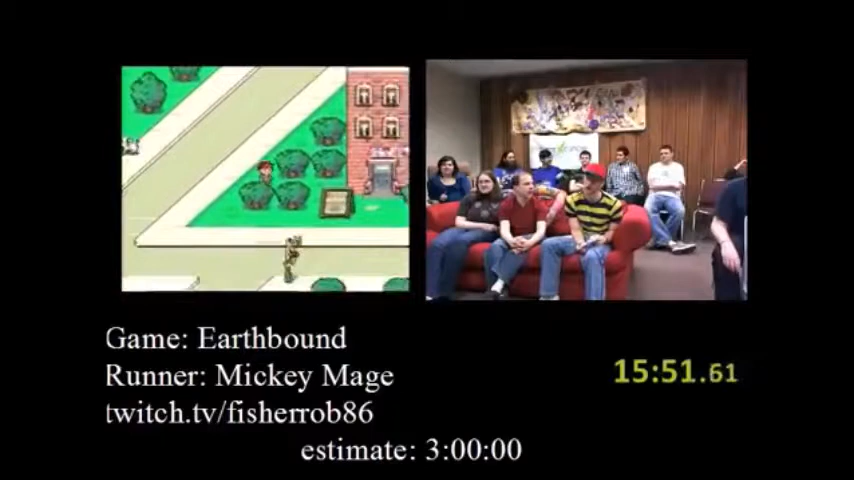 Game: Earthbound
Runner: Mickey Mage
twitch.tv/fisherrob86
estimate: 3:00:00
15:51.61